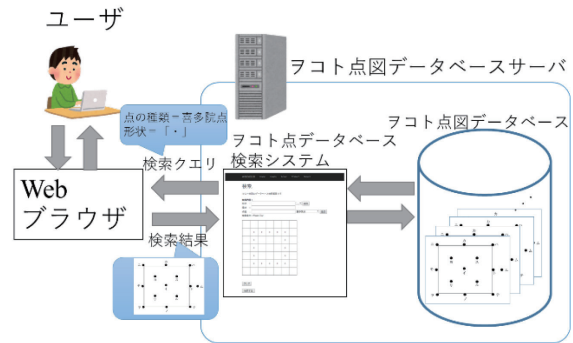 ユーザ
ヲコト点図データベースサーバ
点の種類＝喜多院点
形状＝「・」
検索クエリ
ヲコト点データベース
検索システム
ヲコト点図データベース
Web
ブラウザ
検索結果
検索